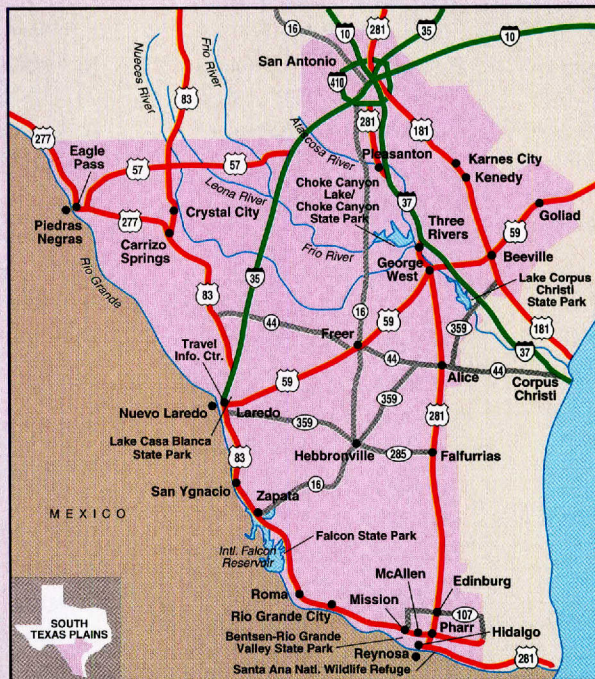 16
10
281
35
10
San Antonio
410
Nueces River
Frio River
83
277
Eagle
Pass
57
57
281
181
Atascosa River
Pleasanton
Karnes City
Kenedy
Leona River
Choke Canyon
Lake/
Choke Canyon
State Park
37
Three
Rivers
59
Goliad
Piedras
Negras
277
Crystal City
Carrizo
Springs
Frio River
George
West
Beeville
Rio Grande
35
83
Lake Corpus
Christi
State Park
16
59
359
181
44
Travel
Info. Ctr.
Freer
37
44
44
Alice
Corpus
Christi
59
Nuevo Laredo
Laredo
359
359
281
Lake Casa Blanca
State Park
Hebbronville
285
Falfurrias
83
San Ygnacio
16
Zapata
MEXICO
Falcon State Park
Intl. Falcon
Reservoir
McAllen
Edinburg
Roma
Mission
107
Rio Grande City
Pharr
Bentsen-Rio Grande
Valley State Park
Hidalgo
Reynosa
Santa Ana Natl. Wildlife Refuge
281
SOUTH
TEXAS PLAINS